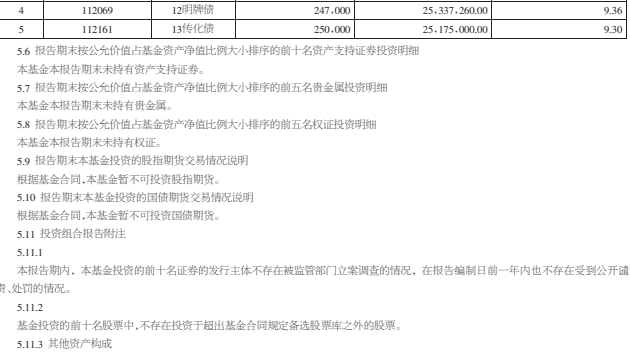 4 112069 12明牌债 247,000 25,337,260.00 9.36
5 112161 13传化债 250,000 25,175,000.00 9.30
5.6 报告期末按公允价值占基金资产净值比例大小排序的前十名资产支持证券投资明细
本基金本报告期末未持有资产支持证券。
5.7 报告期末按公允价值占基金资产净值比例大小排序的前五名贵金属投资明细
本基金本报告期末未持有贵金属。
5.8 报告期末按公允价值占基金资产净值比例大小排序的前五名权证投资明细
本基金本报告期末未持有权证。
5.9 报告期末本基金投资的股指期货交易情况说明
根据基金合同,本基金暂不可投资股指期货。
5.10 报告期末本基金投资的国债期货交易情况说明
根据基金合同,本基金暂不可投资国债期货。
5.11 投资组合报告附注
5.11.1
本报告期内，本基金投资的前十名证券的发行主体不存在被监管部门立案调查的情况，在报告编制日前一年内也不存在受到公开谴
责、处罚的情况。
5.11.2
基金投资的前十名股票中,不存在投资于超出基金合同规定备选股票库之外的股票。
5.11.3 其他资产构成